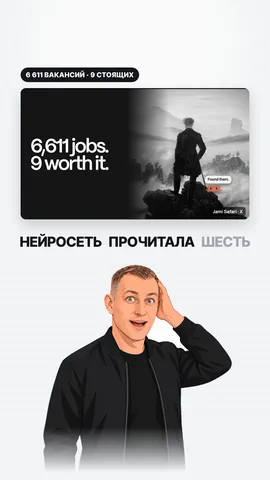 6 611 ВАКАНСИЙ · 9 СТОЯЩИХ
6,611 jobs.
9 worth it.
Found them.
Jami Safari · X
НЕЙРОСЕТЬ ПРОЧИТАЛА ШЕСТЬ